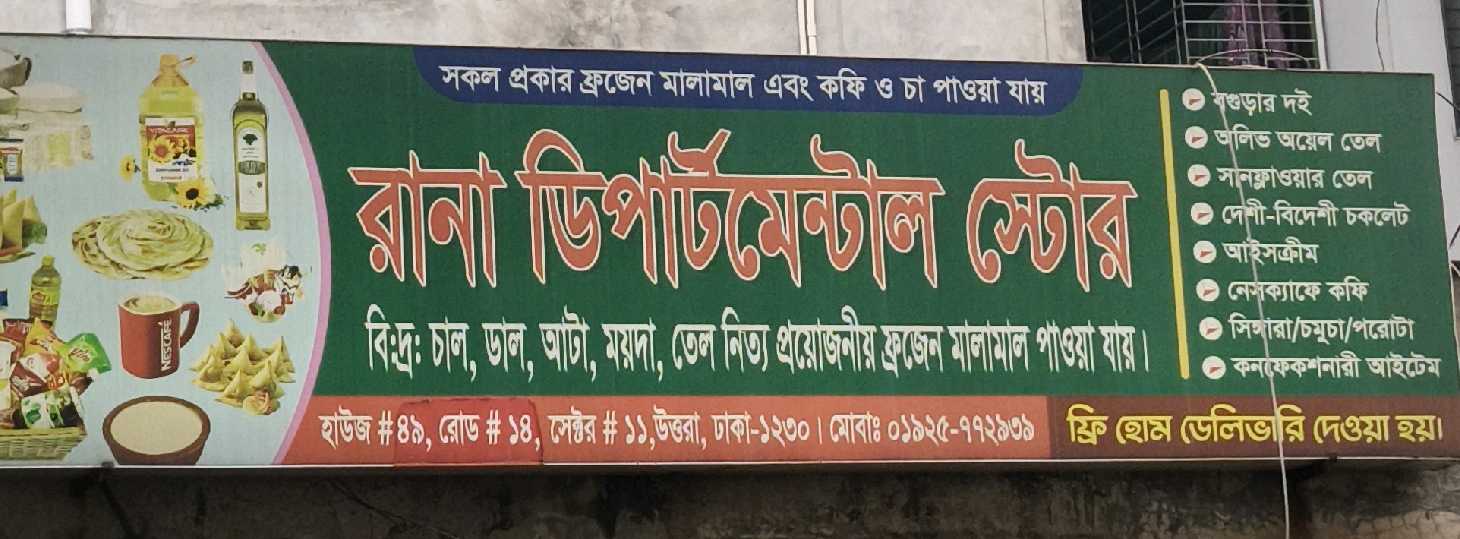 সকল প্রকার ফ্রজেন মালামাল এবং কফি ও চা পাওয়া যায়
রানা ডিপার্টমেন্টাল স্টোর
বি:দ্র: চাল, ডাল, আটা, ময়দা, তেল নিত্য প্রয়োজনীয় ফ্রজেন মালামাল পাওয়া যায়।
হাউজ # ৪৯, রোড # ১৪, সেক্টর # ১১,উত্তরা, ঢাকা-১২৩০। মোবাঃ ০১৯২৫-৭৭২৯৩৯
ফ্রি হোম ডেলিভারি দেওয়া হয়।
বগুড়ার দই
অলিভ অয়েল তেল
সানফ্লাওয়ার তেল
দেশী-বিদেশী চকলেট
আইসক্রীম
নেসক্যাফে কফি
সিঙ্গারা/চমুচা/পরোটা
কনফেকশনারী আইটেম
NESCAFÉ